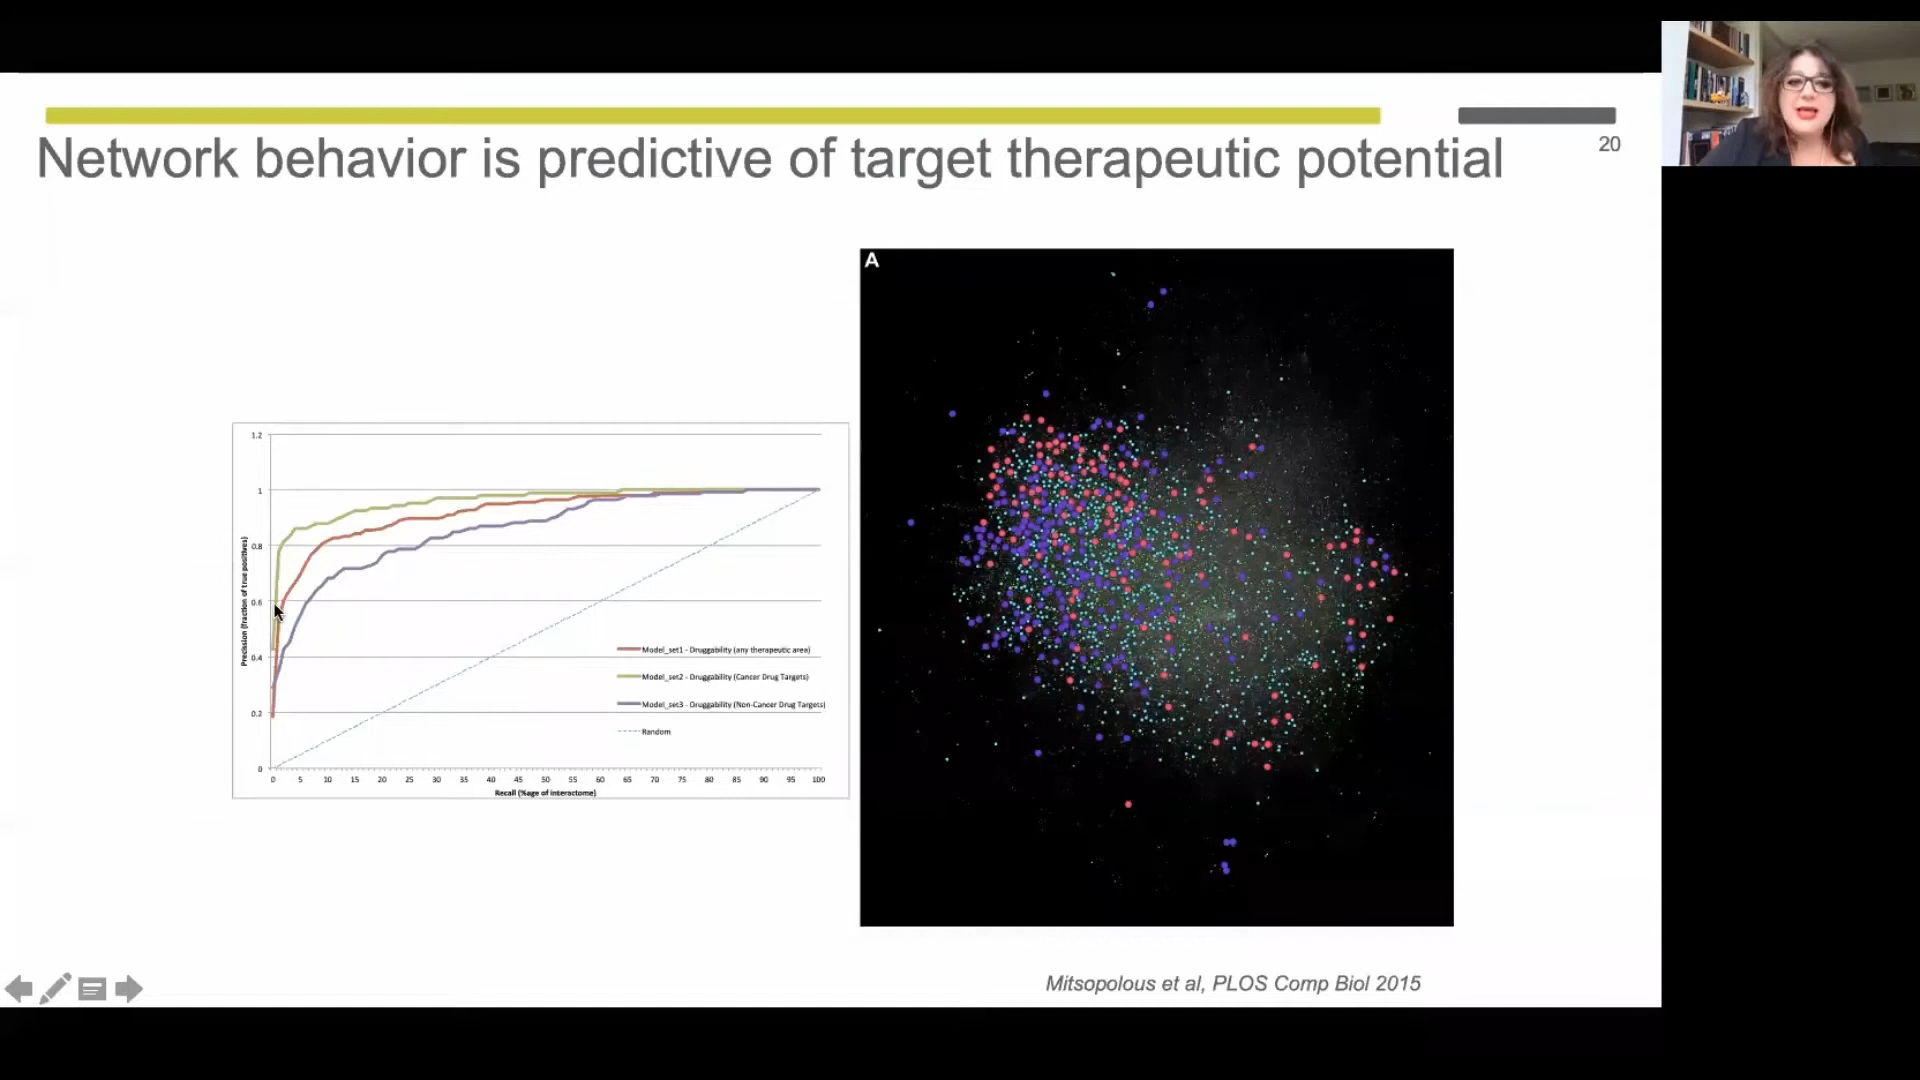 Network behavior is predictive of target therapeutic potential
20
A
1.2
1
0.8
0.6
0.4
0.2
0
Precission (fraction of true positives)
Model_set1 - Druggability (any therapeutic area)
Model_set2 - Druggability (Cancer Drug Targets)
Model_set3 - Druggability (Non-Cancer Drug Targets)
Random
0 5 10 15 20 25 30 35 40 45 50 55 60 65 70 75 80 85 90 95 100
Recall (%age of interactome)
Mitsopolous et al, PLOS Comp Biol 2015